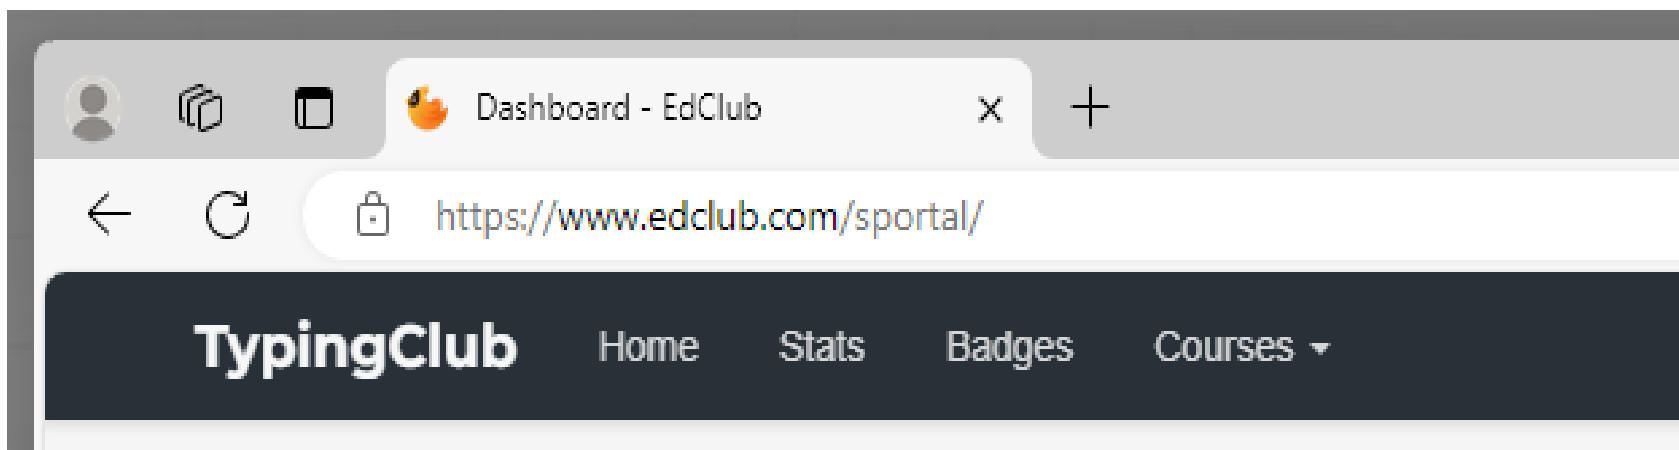 Dashboard - EdClub
https://www.edclub.com/sportal/
TypingClub Home Stats Badges Courses